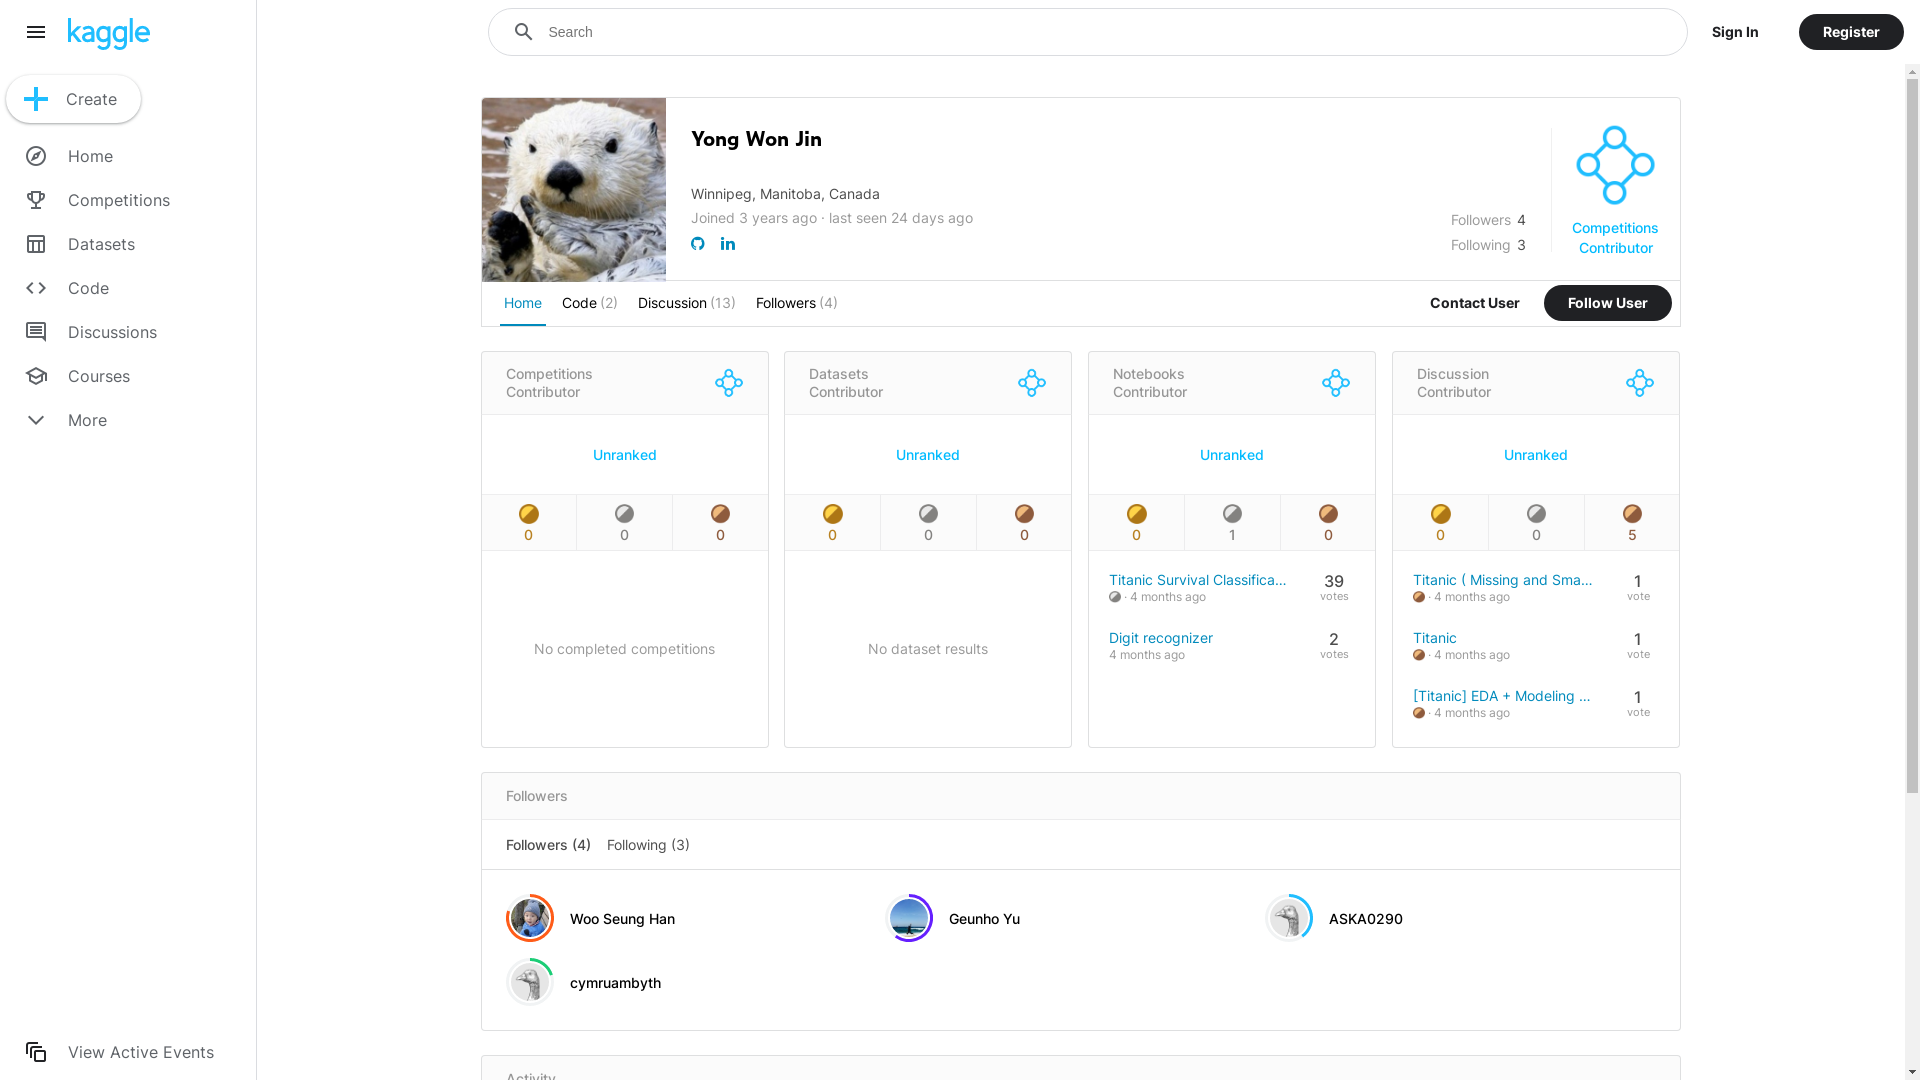 kaggle
Search
Sign In
Register
Create
Home
Competitions
Datasets
Code
Discussions
Courses
More
View Active Events
Yong Won Jin
Winnipeg, Manitoba, Canada
Joined 3 years ago · last seen 24 days ago
Followers 4
Following 3
Competitions
Contributor
Home
Code (2)
Discussion (13)
Followers (4)
Contact User
Follow User
Competitions
Contributor
Unranked
0
0
0
No completed competitions
Datasets
Contributor
Unranked
0
0
0
No dataset results
Notebooks
Contributor
Unranked
0
1
0
Titanic Survival Classifica...
39
· 4 months ago
votes
Digit recognizer
2
4 months ago
votes
Discussion
Contributor
Unranked
0
0
5
Titanic ( Missing and Sma...
1
· 4 months ago
vote
Titanic
1
· 4 months ago
vote
[Titanic] EDA + Modeling ...
1
· 4 months ago
vote
Followers
Followers (4)
Following (3)
Woo Seung Han
Geunho Yu
ASKA0290
cymruambyth
Activity